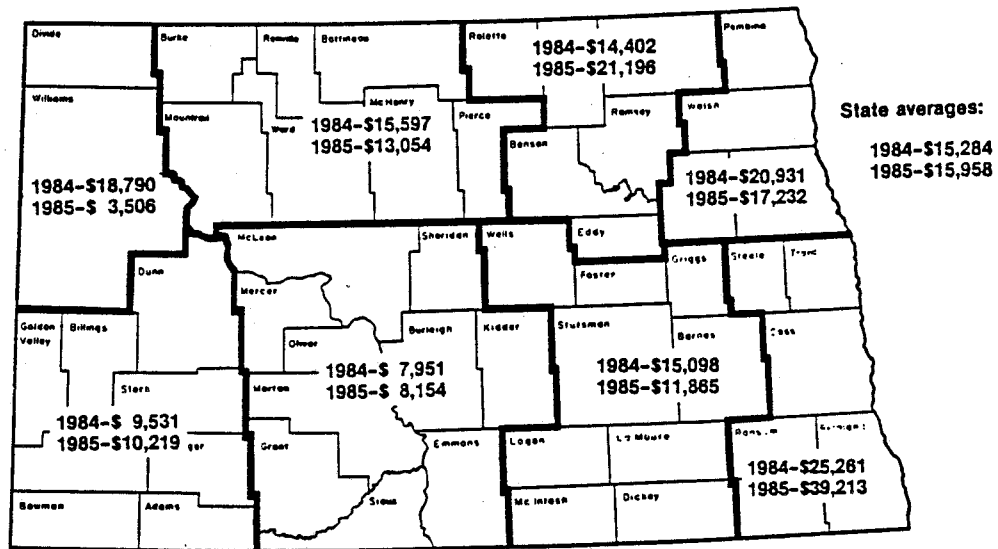 Divide
Burke
Renville
Bottineau
Rolette
1984-$14,402
1985-$21,196
Pembina
Williams
Mountrail
Ward
McHenry
1984-$15,597
1985-$13,054
Pierce
Benson
Ramsey
Walsh
State averages:
1984-$15,284
1985-$15,958
1984-$18,790
1985-$ 3,506
1984-$20,931
1985-$17,232
McLean
Sheridan
Wells
Eddy
Dunn
Mercer
Foster
Griggs
Steele
Golden
Valley
Billings
Oliver
Burleigh
Kidder
Stutsman
Barnes
Stark
Morton
1984-$ 7,951
1985-$ 8,154
1984-$15,098
1985-$11,865
1984-$ 9,531
1985-$10,219
Grant
Emmons
Logan
La Moure
Ransom
1984-$25,261
1985-$39,213
Bowman
Adams
Sioux
McIntosh
Dickey